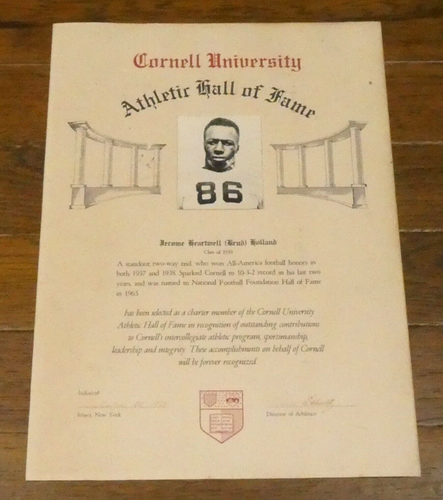 Cornell University
Athletic Hall of Fame
86
Jerome Heartwell (Brud) Holland
Class of 1939
A standout two-way end, who won All-America football honors in
both 1937 and 1938. Sparked Cornell to 10-3-2 record in his last two
years, and was named to National Football Foundation Hall of Fame
in 1965
has been selected as a charter member of the Cornell University
Athletic Hall of Fame in recognition of outstanding contributions
to Cornell's intercollegiate athletic program, sportsmanship,
leadership and integrity. These accomplishments on behalf of Cornell
will be forever recognized.
Inducted
Ithaca, New York
Director of Athletics